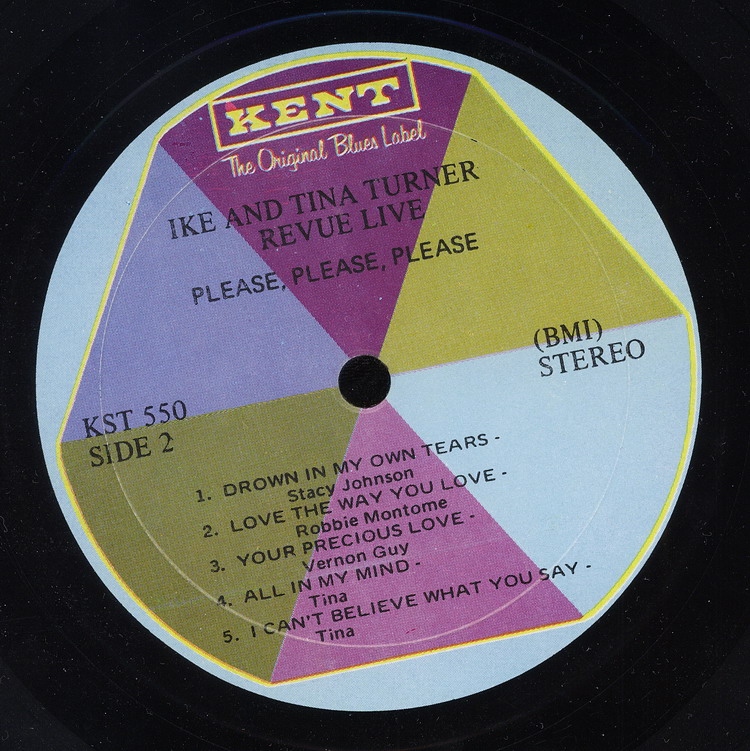 KENT
The Original Blues Label
IKE AND TINA TURNER
REVUE LIVE
PLEASE, PLEASE, PLEASE
(BMI)
STEREO
KST 550
SIDE 2
1. DROWN IN MY OWN TEARS -
Stacy Johnson
2. LOVE THE WAY YOU LOVE -
Robbie Montome
3. YOUR PRECIOUS LOVE -
Vernon Guy
4. ALL IN MY MIND -
Tina
5. I CAN'T BELIEVE WHAT YOU SAY -
Tina